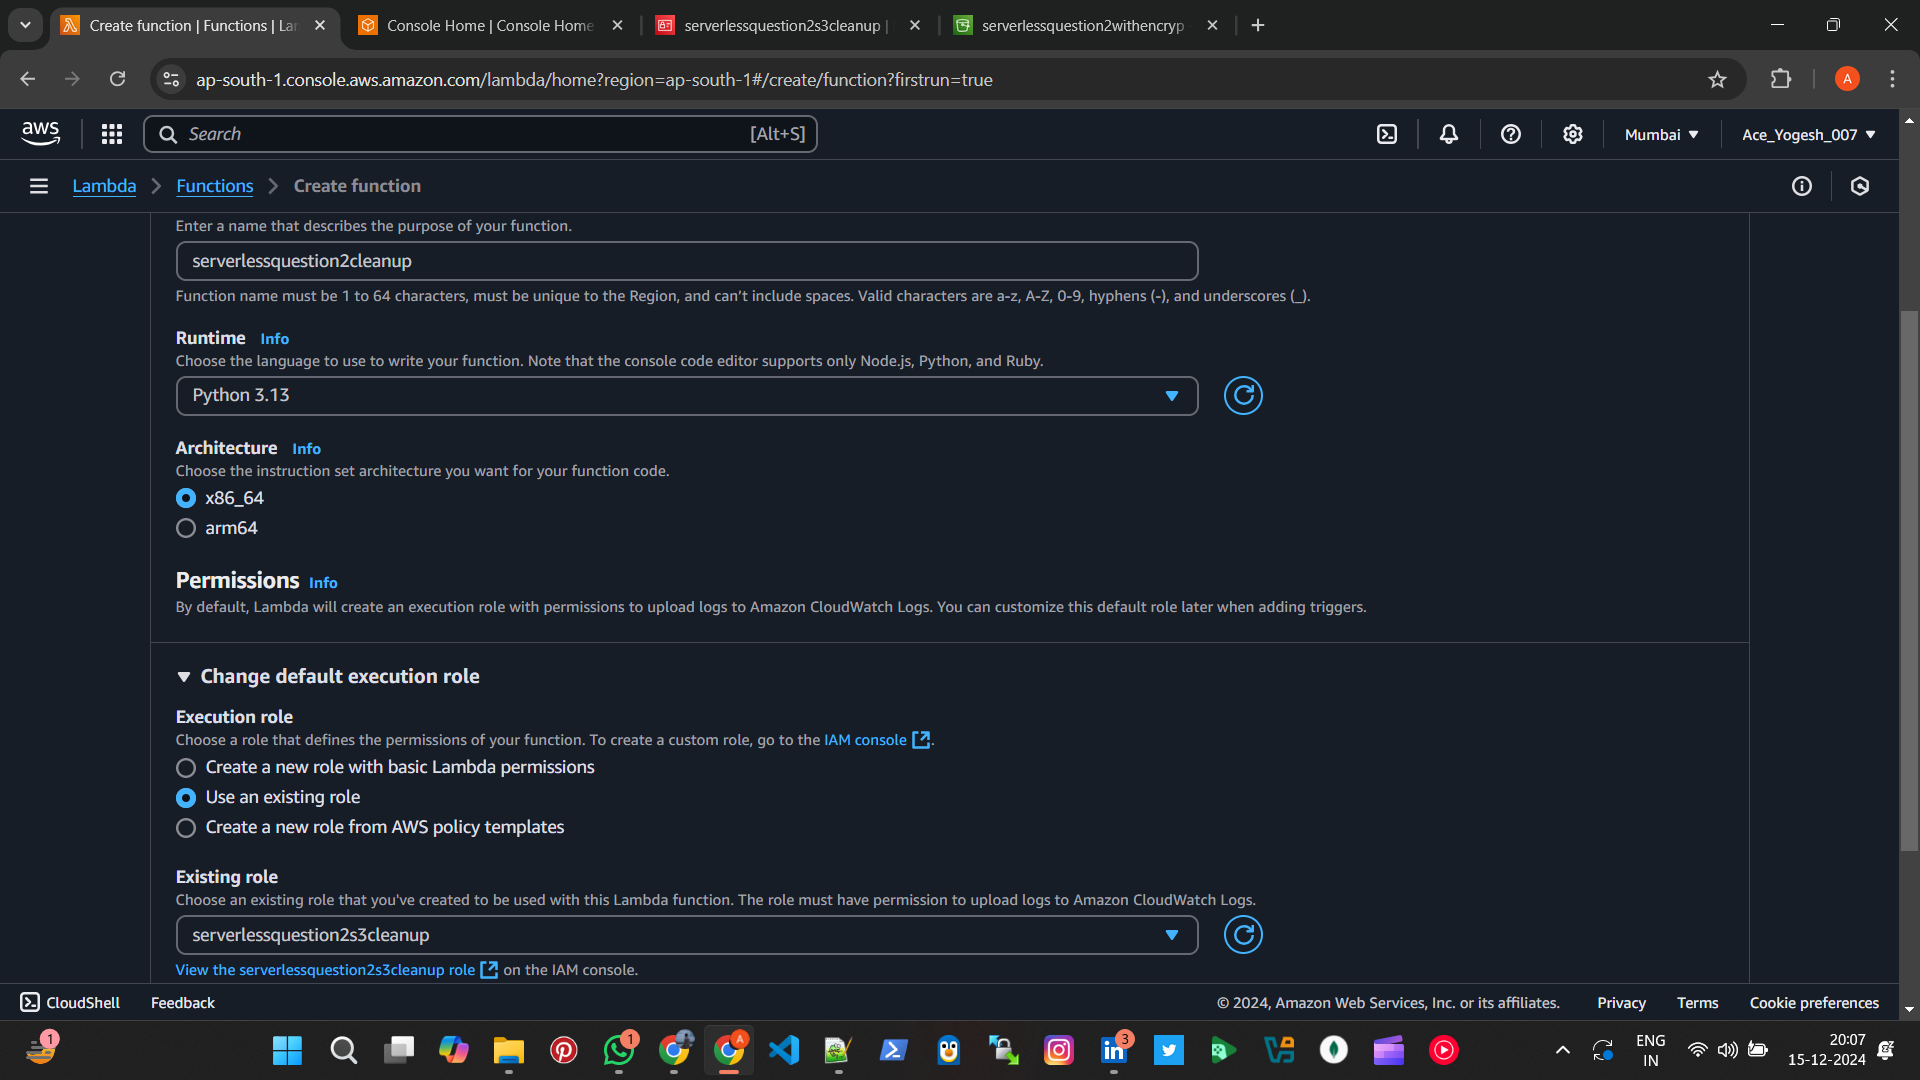 Create function | Functions | Lar
Console Home | Console Home
serverlessquestion2s3cleanup |
serverlessquestion2withencryp
ap-south-1.console.aws.amazon.com/lambda/home?region=ap-south-1#/create/function?firstrun=true
A
aws
Search
[Alt+S]
Mumbai
Ace_Yogesh_007
Lambda
Functions
Create function
Enter a name that describes the purpose of your function.
serverlessquestion2cleanup
Function name must be 1 to 64 characters, must be unique to the Region, and can't include spaces. Valid characters are a-z, A-Z, 0-9, hyphens (-), and underscores (_).
Runtime Info
Choose the language to use to write your function. Note that the console code editor supports only Node.js, Python, and Ruby.
Python 3.13
Architecture Info
Choose the instruction set architecture you want for your function code.
x86_64
arm64
Permissions Info
By default, Lambda will create an execution role with permissions to upload logs to Amazon CloudWatch Logs. You can customize this default role later when adding triggers.
Change default execution role
Execution role
Choose a role that defines the permissions of your function. To create a custom role, go to the IAM console.
Create a new role with basic Lambda permissions
Use an existing role
Create a new role from AWS policy templates
Existing role
Choose an existing role that you've created to be used with this Lambda function. The role must have permission to upload logs to Amazon CloudWatch Logs.
serverlessquestion2s3cleanup
View the serverlessquestion2s3cleanup role on the IAM console.
CloudShell
Feedback
© 2024, Amazon Web Services, Inc. or its affiliates.
Privacy
Terms
Cookie preferences
1
1
A
3
ENG
IN
20:07
15-12-2024